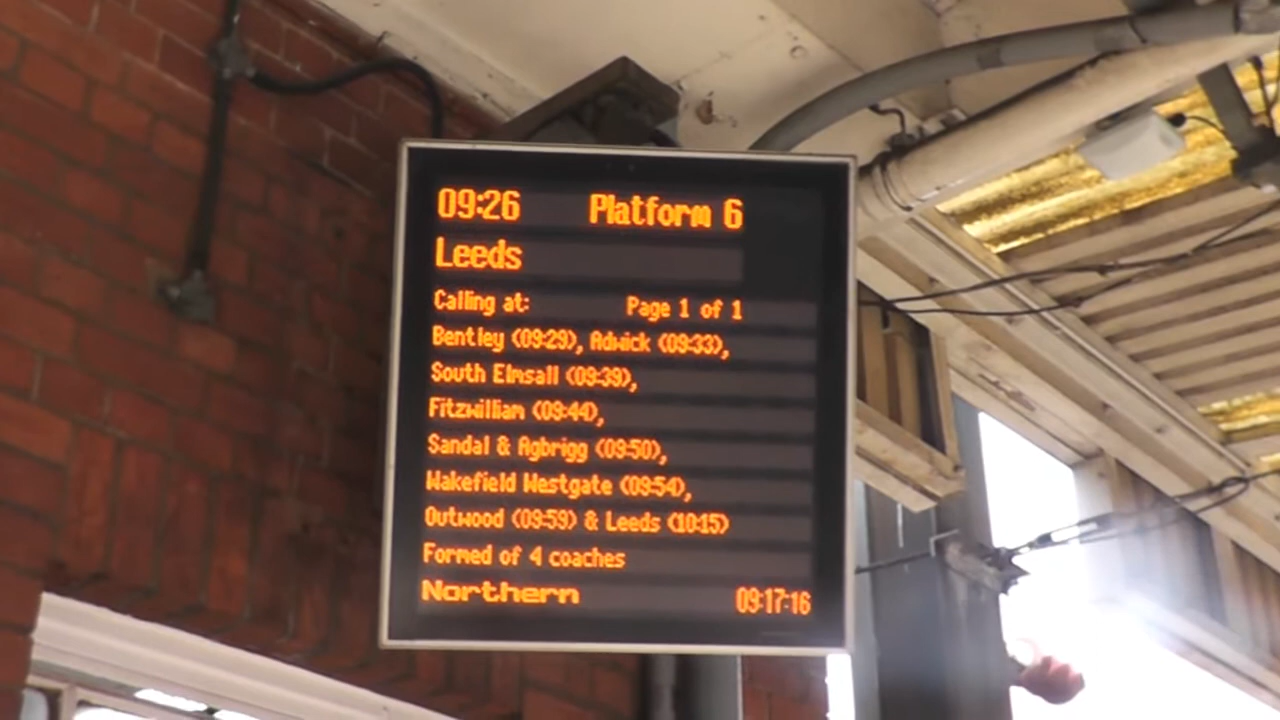 09:26 Platform 6
Leeds
Calling at: Page 1 of 1
Bentley (09:29), Adwick (09:33),
South Elmsall (09:39),
Fitzwilliam (09:44),
Sandal & Agbrigg (09:50),
Wakefield Westgate (09:54),
Outwood (09:59) & Leeds (10:15)
Formed of 4 coaches
Northern 09:17:16